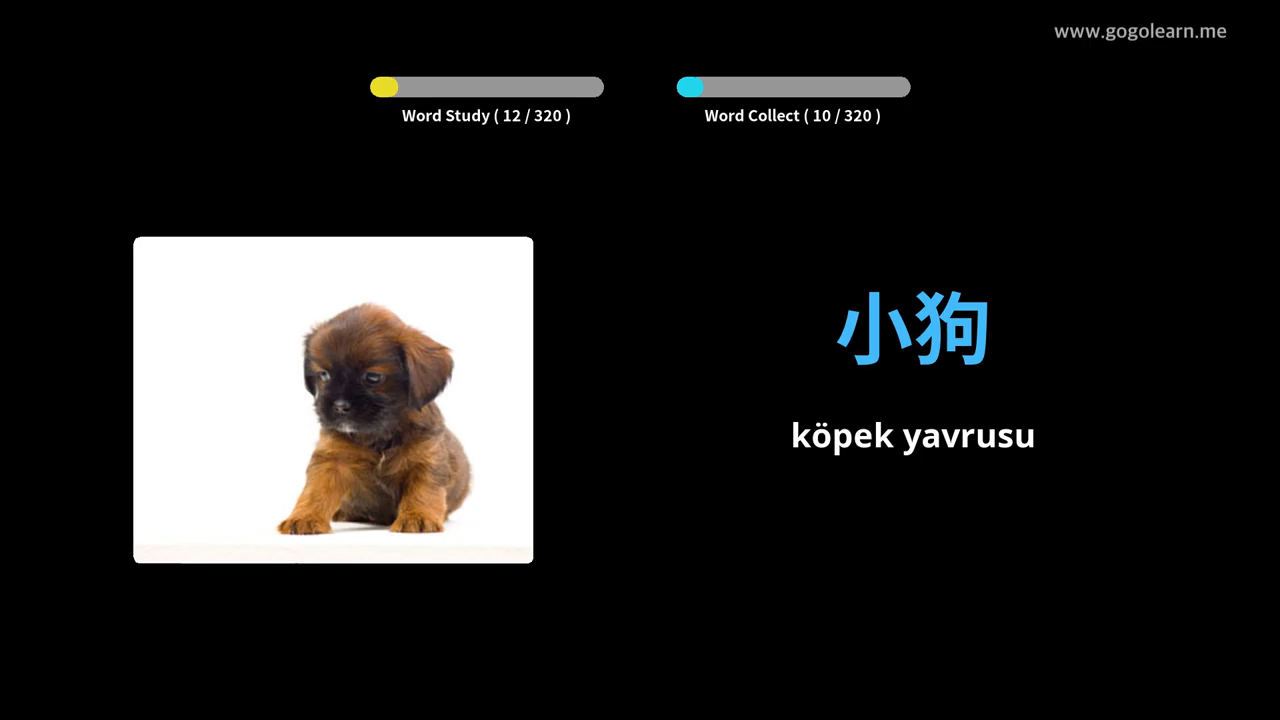 www.gogolearn.me
Word Study ( 12 / 320 )
Word Collect ( 10 / 320 )
小狗
köpek yavrusu